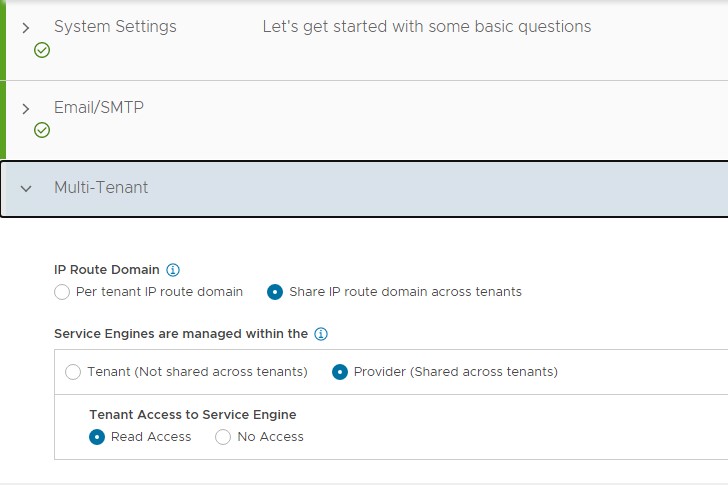 System Settings Let's get started with some basic questions
Email/SMTP
Multi-Tenant
IP Route Domain
Per tenant IP route domain Share IP route domain across tenants
Service Engines are managed within the
Tenant (Not shared across tenants) Provider (Shared across tenants)
Tenant Access to Service Engine
Read Access No Access